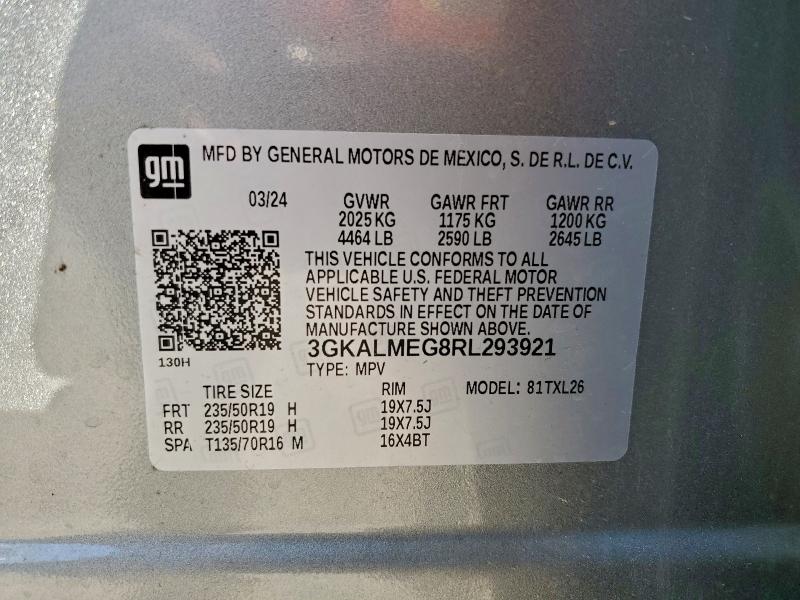 gm MFD BY GENERAL MOTORS DE MEXICO, S. DE R.L. DE C.V.
03/24 GVWR GAWR FRT GAWR RR
2025 KG 1175 KG 1200 KG
4464 LB 2590 LB 2645 LB
THIS VEHICLE CONFORMS TO ALL
APPLICABLE U.S. FEDERAL MOTOR
VEHICLE SAFETY AND THEFT PREVENTION
STANDARDS IN EFFECT ON THE DATE OF
MANUFACTURE SHOWN ABOVE.
3GKALMEG8RL293921
130H
TYPE: MPV
TIRE SIZE RIM MODEL: 81TXL26
FRT 235/50R19 H 19X7.5J
RR 235/50R19 H 19X7.5J
SPA T135/70R16 M 16X4BT